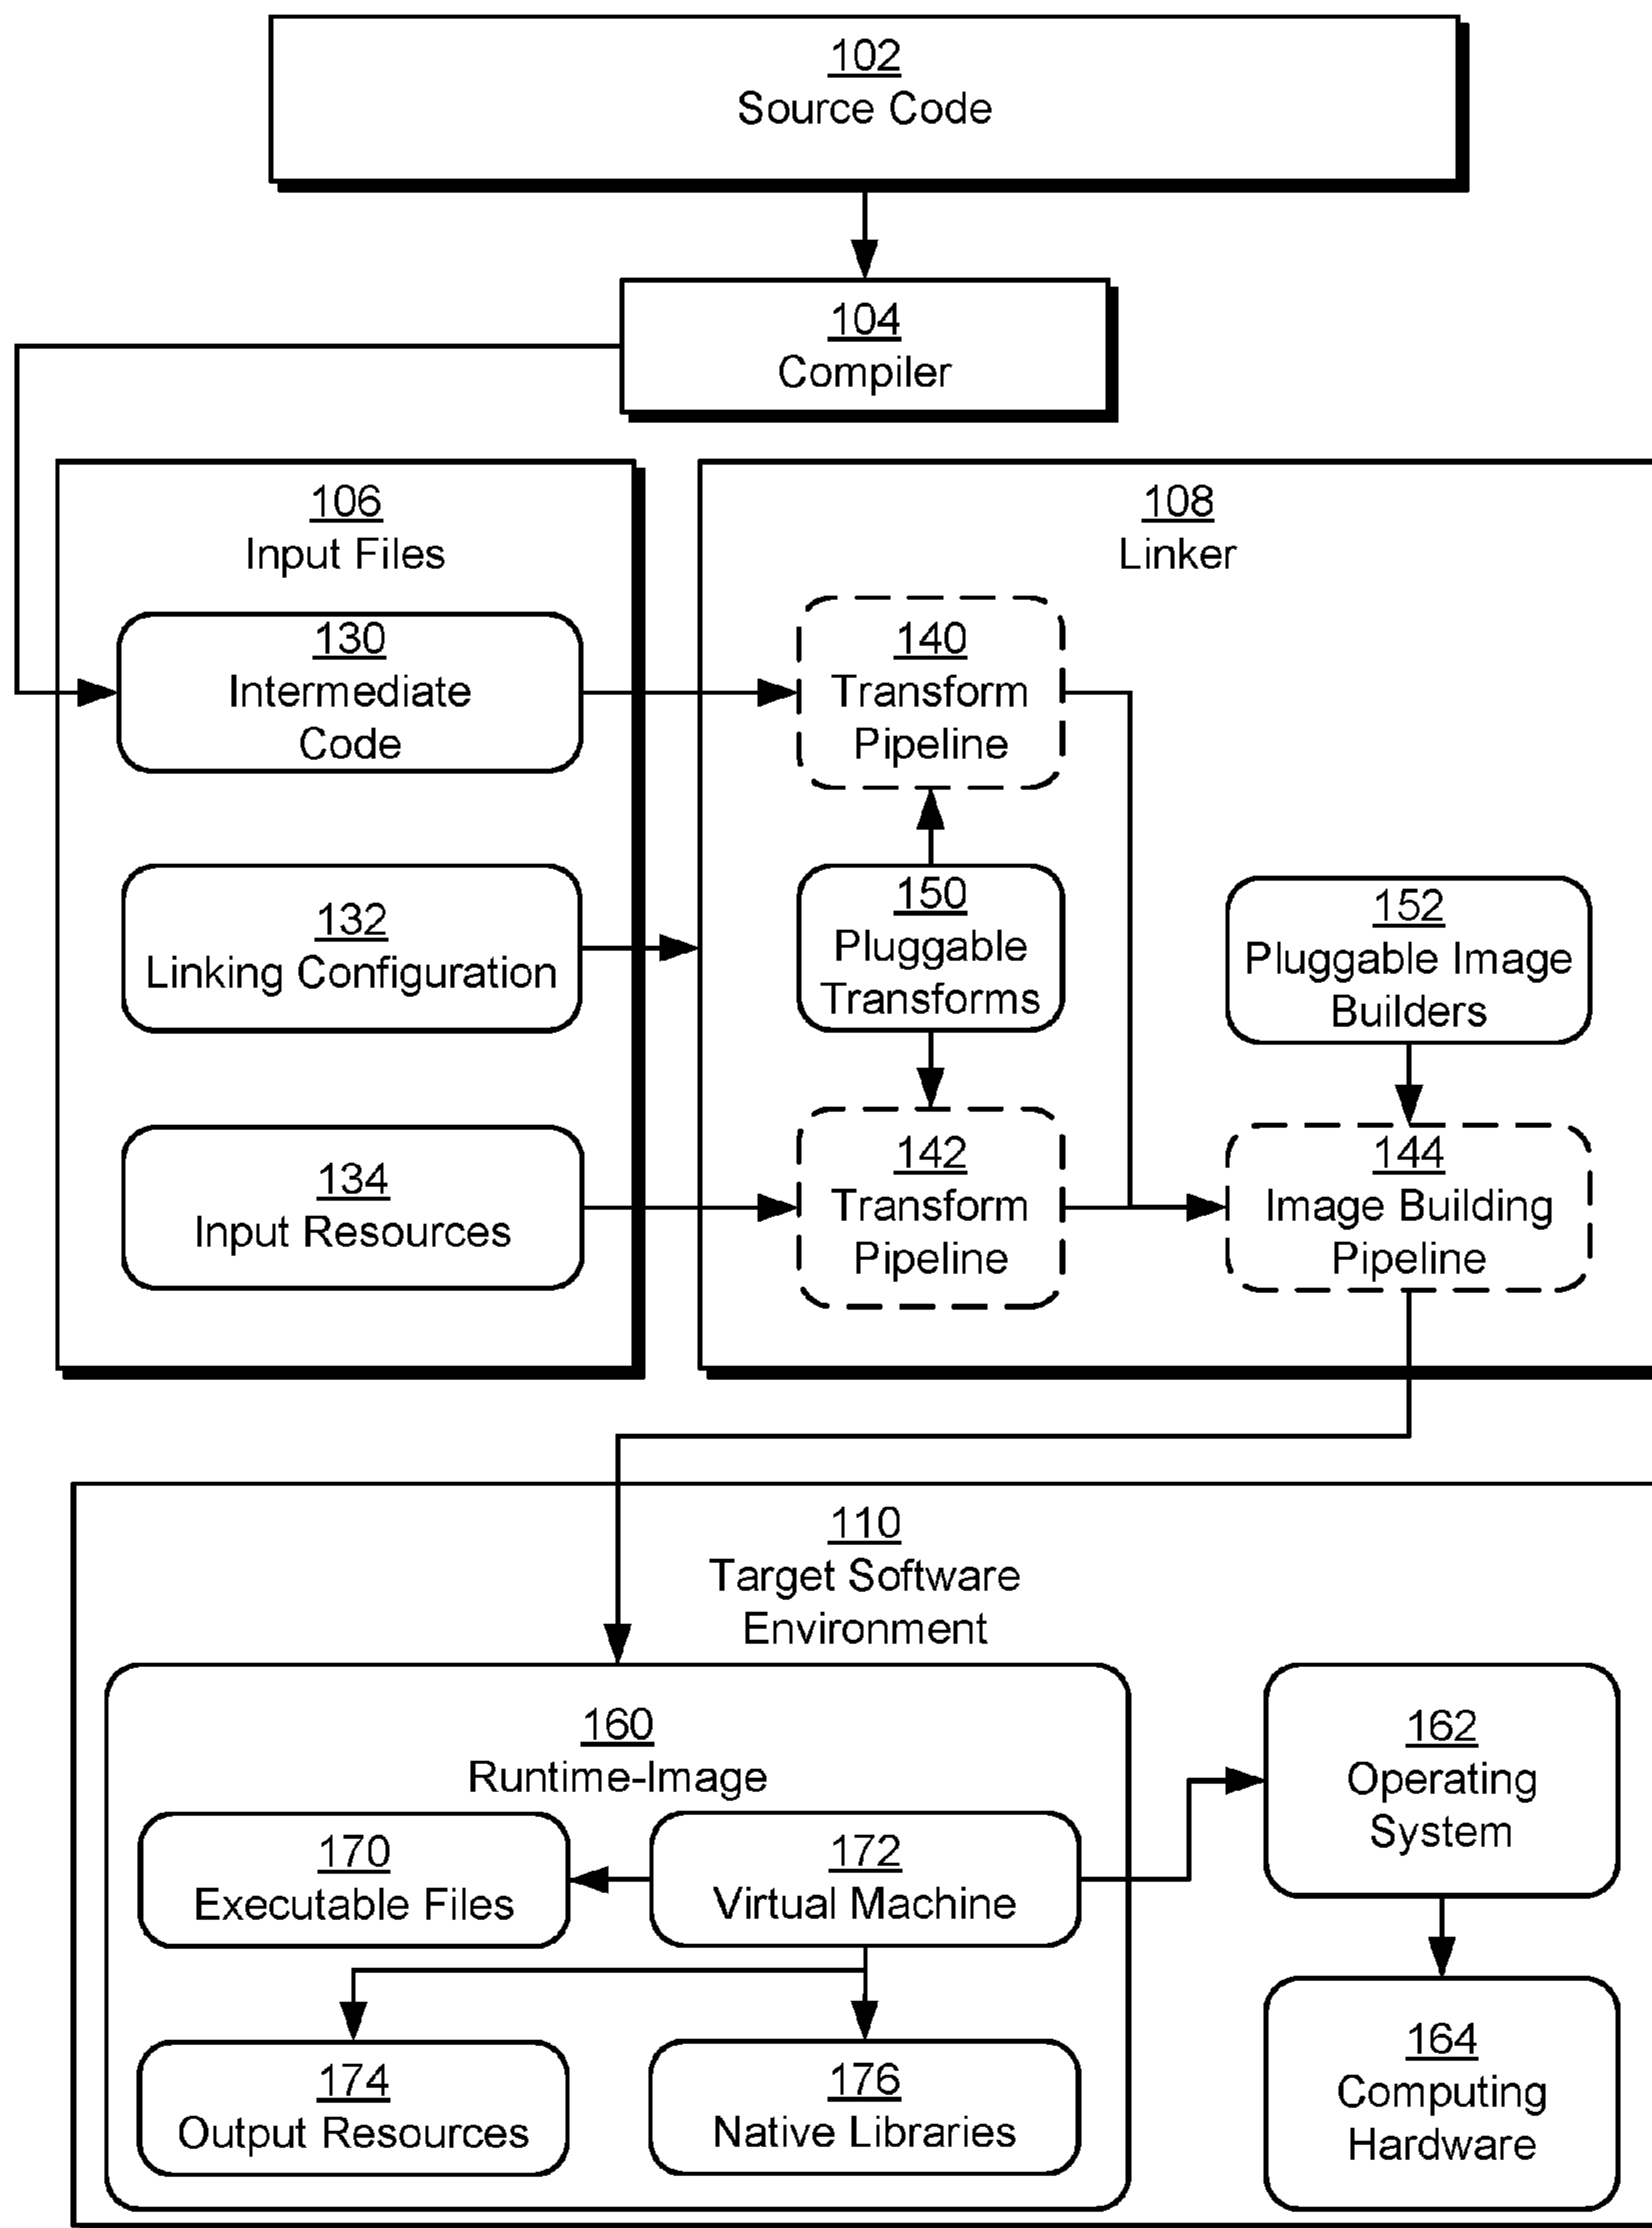 102
Source Code
104
Compiler
106
Input Files
130
Intermediate
Code
132
Linking Configuration
134
Input Resources
108
Linker
140
Transform
Pipeline
150
Pluggable
Transforms
142
Transform
Pipeline
152
Pluggable Image
Builders
144
Image Building
Pipeline
110
Target Software
Environment
160
Runtime-Image
170
Executable Files
172
Virtual Machine
174
Output Resources
176
Native Libraries
162
Operating
System
164
Computing
Hardware